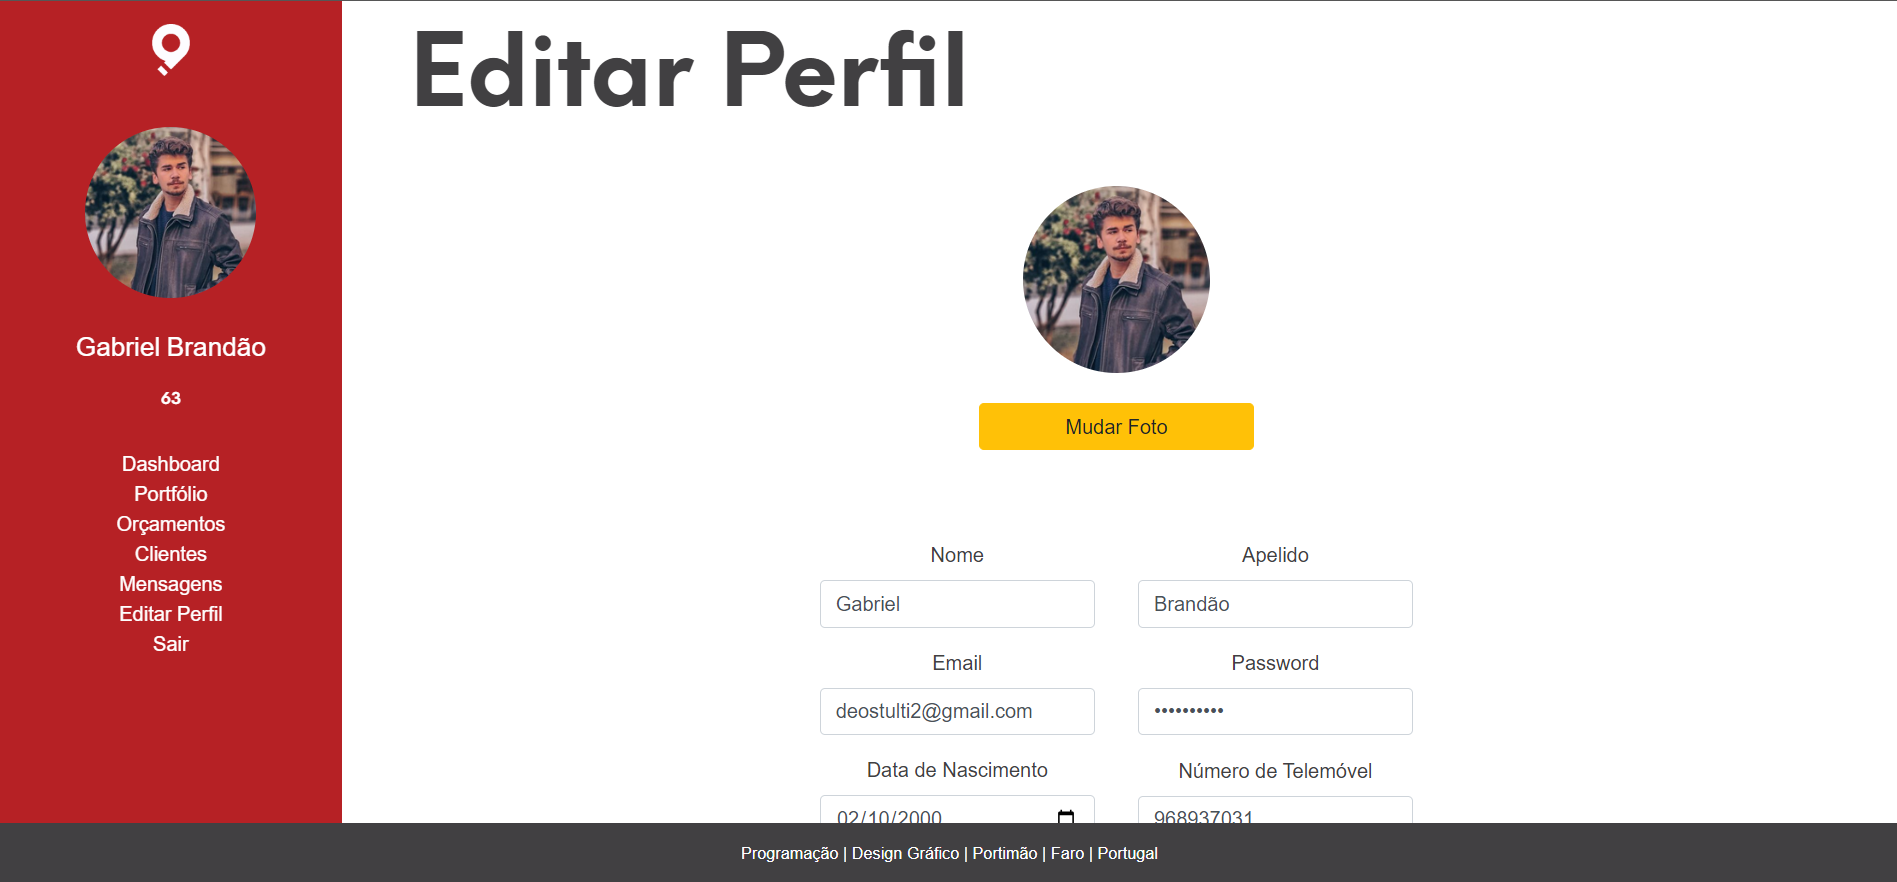 Editar Perfil
Gabriel Brandão
63
Dashboard
Portfólio
Orçamentos
Clientes
Mensagens
Editar Perfil
Sair
Mudar Foto
Nome
Apelido
Gabriel
Brandão
Email
Password
deostulti2@gmail.com
••••••••••
Data de Nascimento
Número de Telemóvel
02/10/2000
968937031
Programação | Design Gráfico | Portimão | Faro | Portugal